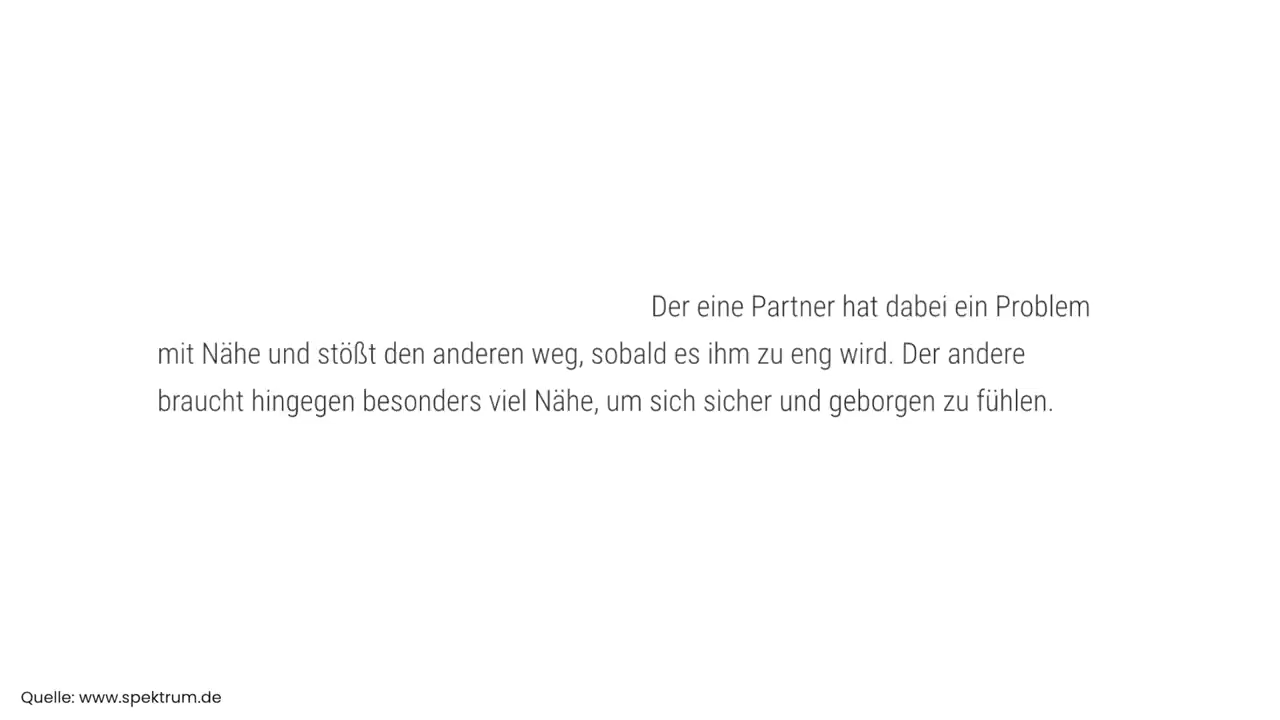 Der eine Partner hat dabei ein Problem
mit Nähe und stößt den anderen weg, sobald es ihm zu eng wird. Der andere
braucht hingegen besonders viel Nähe, um sich sicher und geborgen zu fühlen.
Quelle: www.spektrum.de